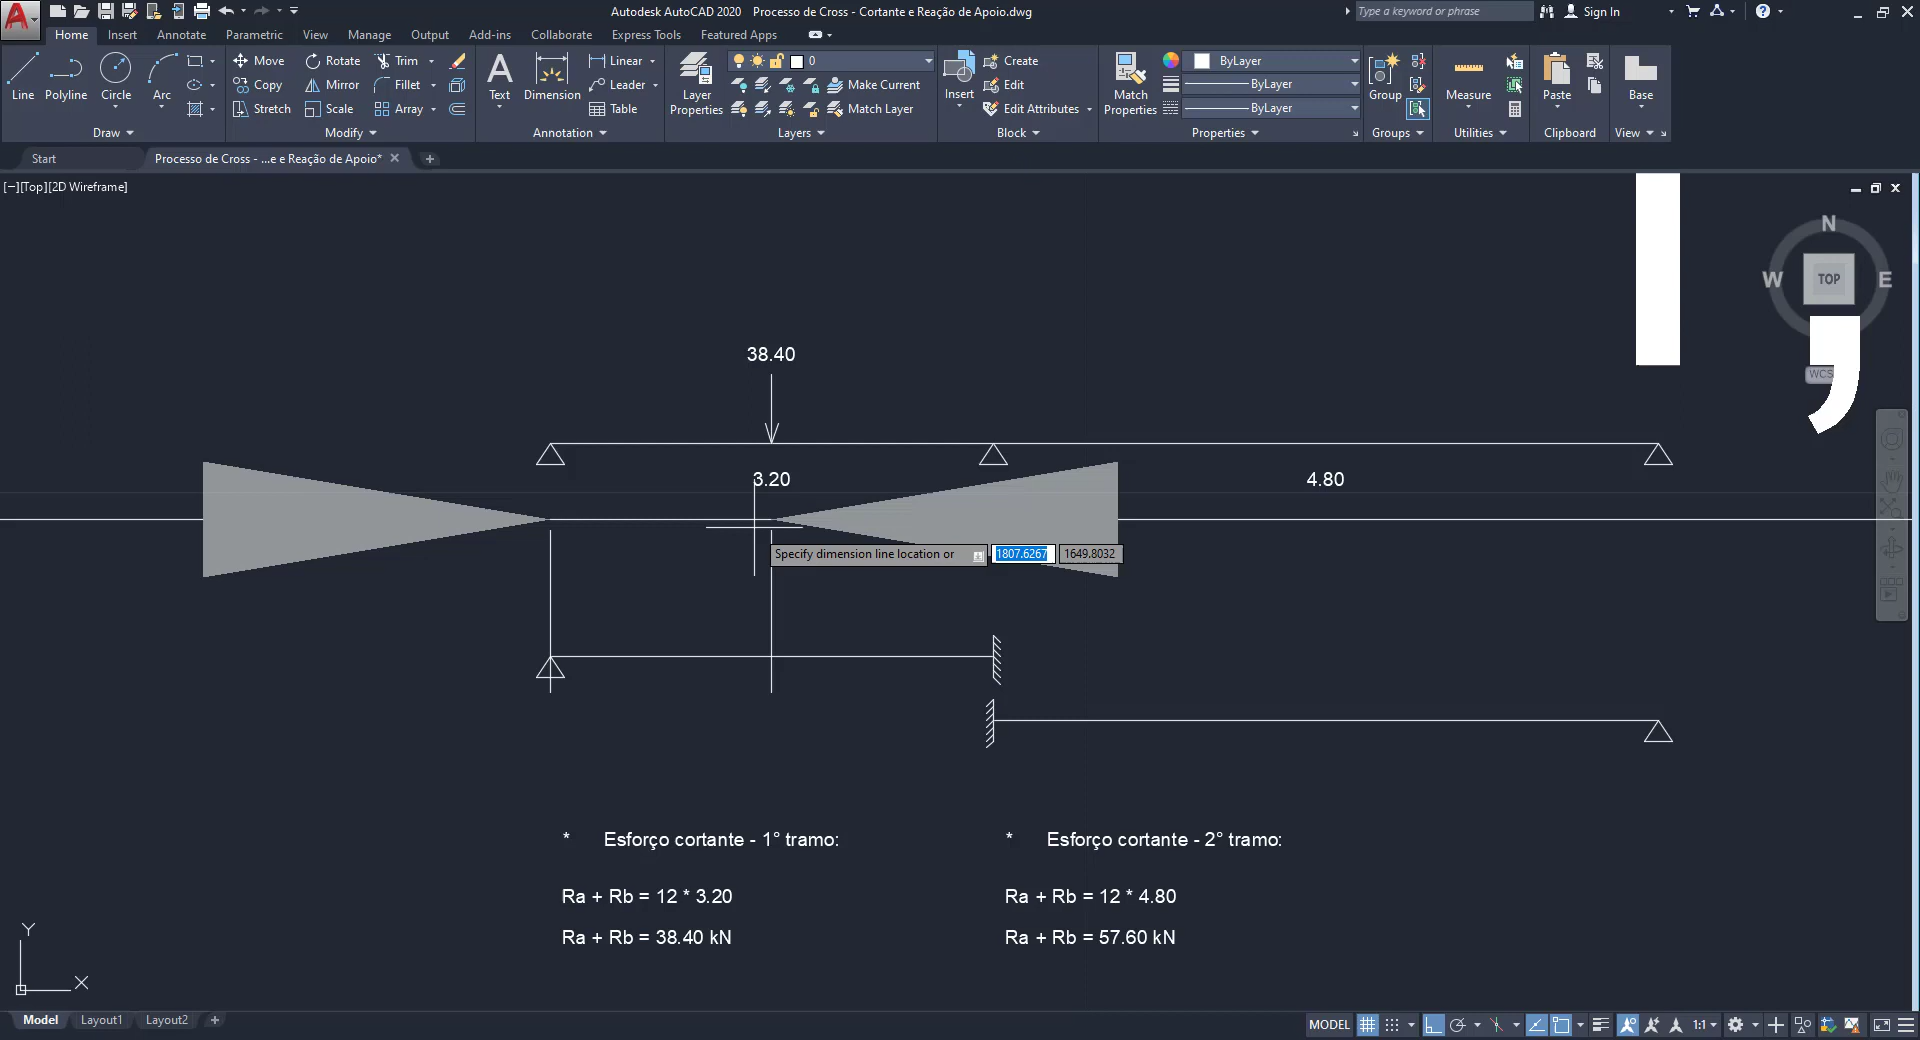 Autodesk AutoCAD 2020 Processo de Cross - Cortante e Reação de Apoio.dwg
Type a keyword or phrase
Sign In
Home Insert Annotate Parametric View Manage Output Add-ins Collaborate Express Tools Featured Apps
Line Polyline Circle Arc
Draw
Move Rotate Trim
Copy Mirror Fillet
Stretch Scale Array
Modify
Text Dimension
Linear
Leader
Table
Annotation
Layer Properties
0
Make Current
Match Layer
Layers
Insert
Create
Edit
Edit Attributes
Block
Match Properties
ByLayer
ByLayer
ByLayer
Properties
Group
Groups
Measure
Utilities
Paste
Clipboard
Base
View
Start
Processo de Cross - ...e e Reação de Apoio*
[−][Top][2D Wireframe]
N
W TOP E
WCS
,
38.40
3.20 4.80
Specify dimension line location or 1807.6267 1649.8032
* Esforço cortante - 1° tramo:
Ra + Rb = 12 * 3.20
Ra + Rb = 38.40 kN
* Esforço cortante - 2° tramo:
Ra + Rb = 12 * 4.80
Ra + Rb = 57.60 kN
Y
X
Model Layout1 Layout2
MODEL
1:1